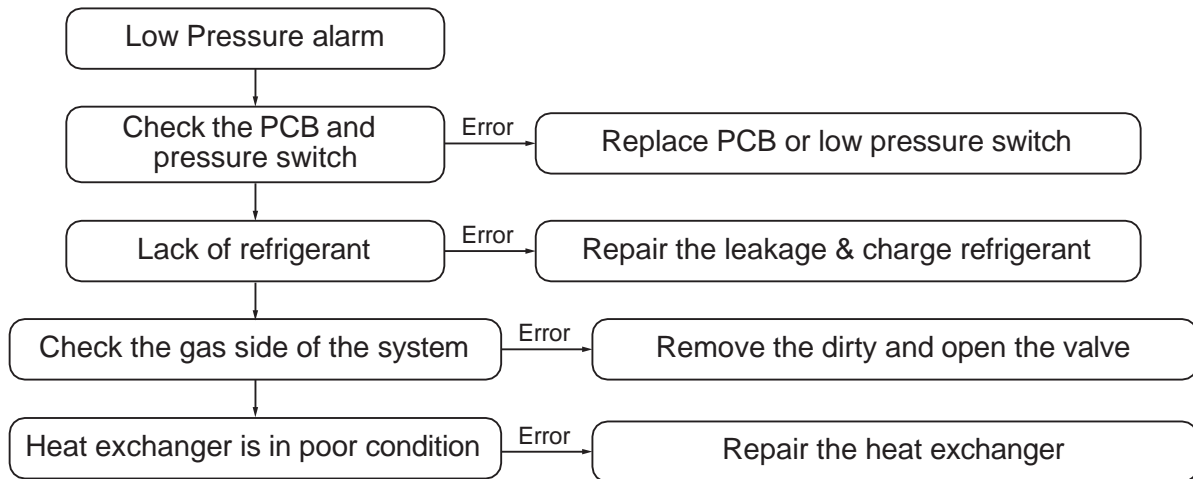 Low Pressure alarm
Check the PCB and
pressure switch
Error
Replace PCB or low pressure switch
Lack of refrigerant
Error
Repair the leakage & charge refrigerant
Check the gas side of the system
Error
Remove the dirty and open the valve
Heat exchanger is in poor condition
Error
Repair the heat exchanger